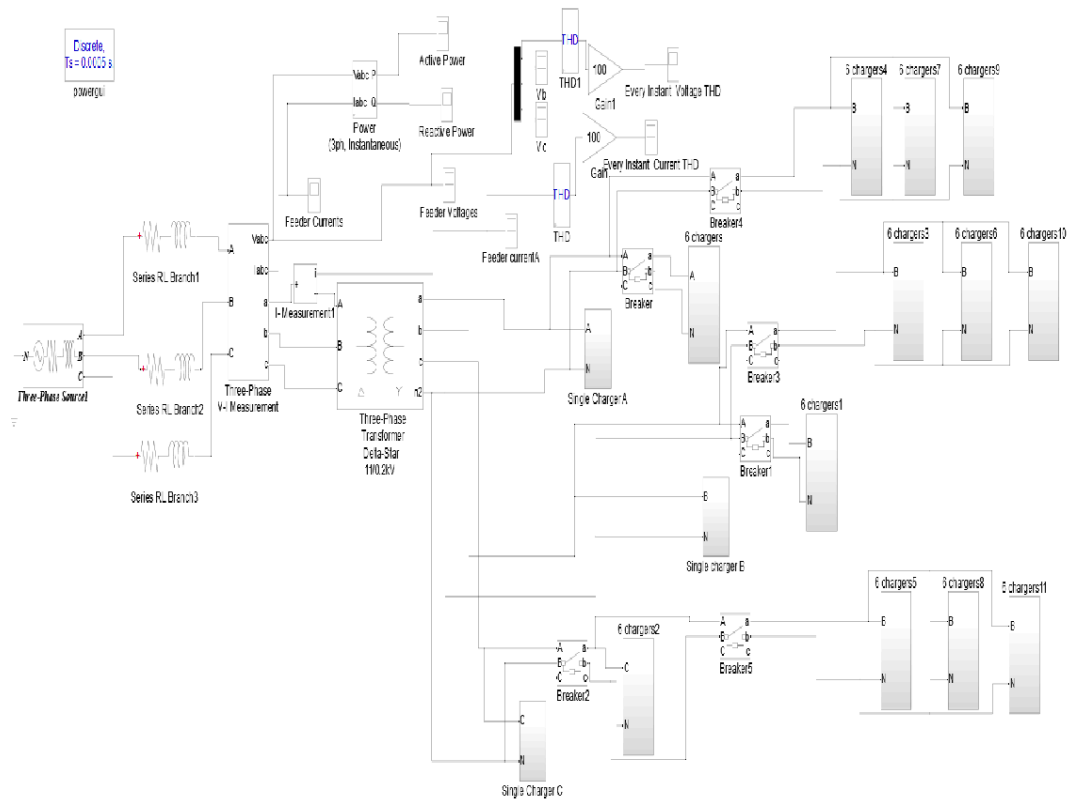 Discrete,
Ts = 0.0005 s
powergui
Vabc P
Iabc Q
Power
(3ph, Instantaneous)
Active Power
Reactive Power
Feeder Currents
Feeder Voltages
Feeder currentA
Vb
Vc
THD
THD1
100
Gain1
Every Instant Voltage THD
100
Gain
Every Instant Current THD
THD
THD
N
A
B
C
Three-Phase Source1
+
Series RL Branch1
+
Series RL Branch2
+
Series RL Branch3
A
B
C
Vabc
Iabc
a
b
c
Three-Phase
V-I Measurement
+
i
I-Measurement1
A
B
C
a
b
c
n2
Δ
Y
Three-Phase
Transformer
Delta-Star
11/0.2kV
A
N
Single Charger A
A a
B b
C c
Breaker
6 chargers
A
N
A a
B b
C c
Breaker4
6 chargers4
B
N
6 chargers7
B
N
6 chargers9
B
N
A a
B b
C c
Breaker3
6 chargers3
B
N
6 chargers6
B
N
6 chargers10
B
N
A a
B b
C c
Breaker1
6 chargers1
B
N
B
N
Single charger B
A a
B b
C c
Breaker2
6 chargers2
C
N
C
N
Single Charger C
A a
B b
C c
Breaker5
6 chargers5
B
N
6 chargers8
B
N
6 chargers11
B
N